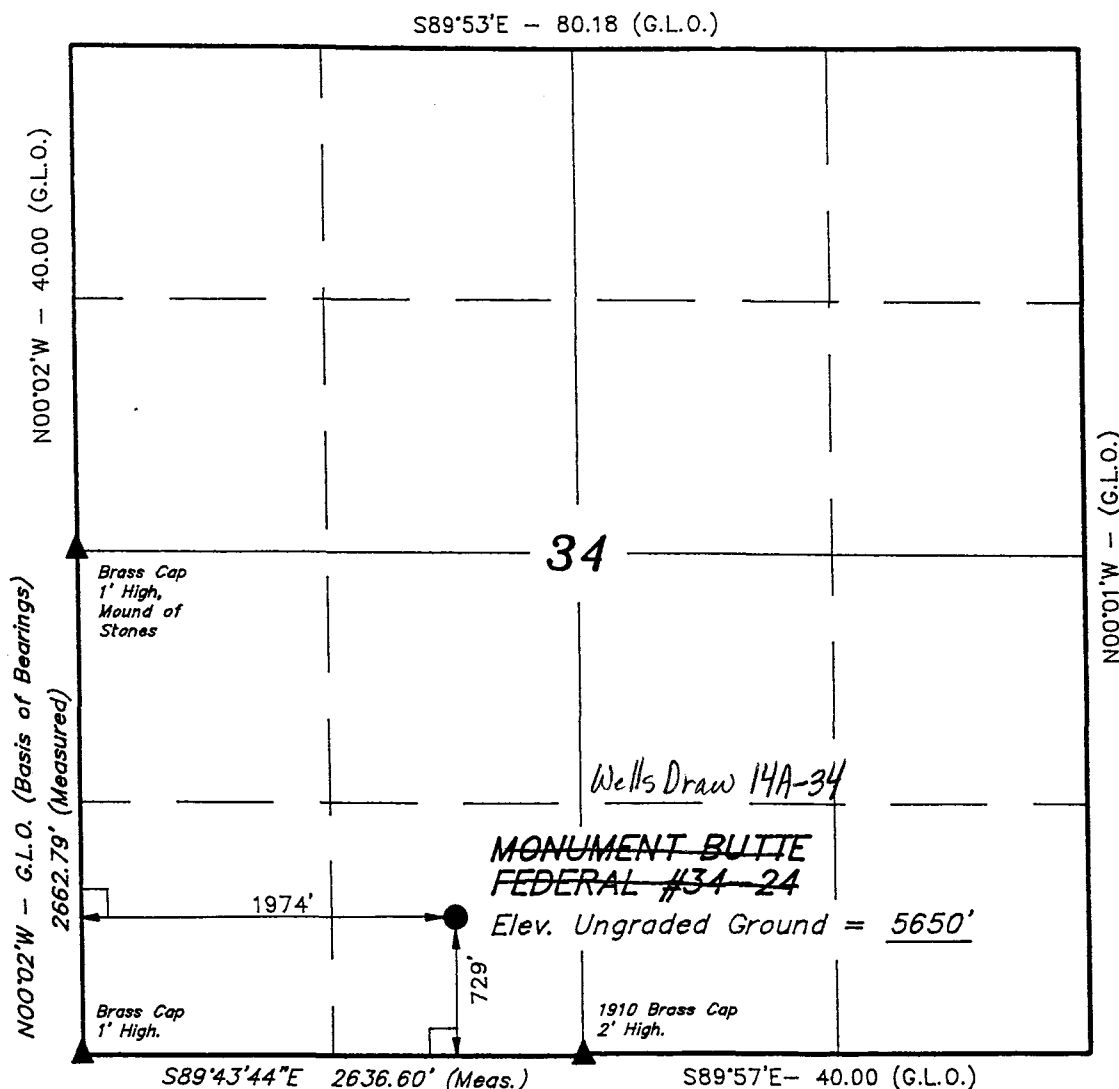 S89°53'E - 80.18 (G.L.O.)
N00°02'W - 40.00 (G.L.O.)
N00°01'W - (G.L.O.)
34
Brass Cap
1' High,
Mound of
Stones
N00°02'W - G.L.O. (Basis of Bearings)
2662.79' (Measured)
Wells Draw 14A-34
MONUMENT BUTTE
FEDERAL #34-24
Elev. Ungraded Ground = 5650'
1974'
729'
Brass Cap
1' High.
1910 Brass Cap
2' High.
S89°43'44"E 2636.60' (Meas.)
S89°57'E- 40.00 (G.L.O.)